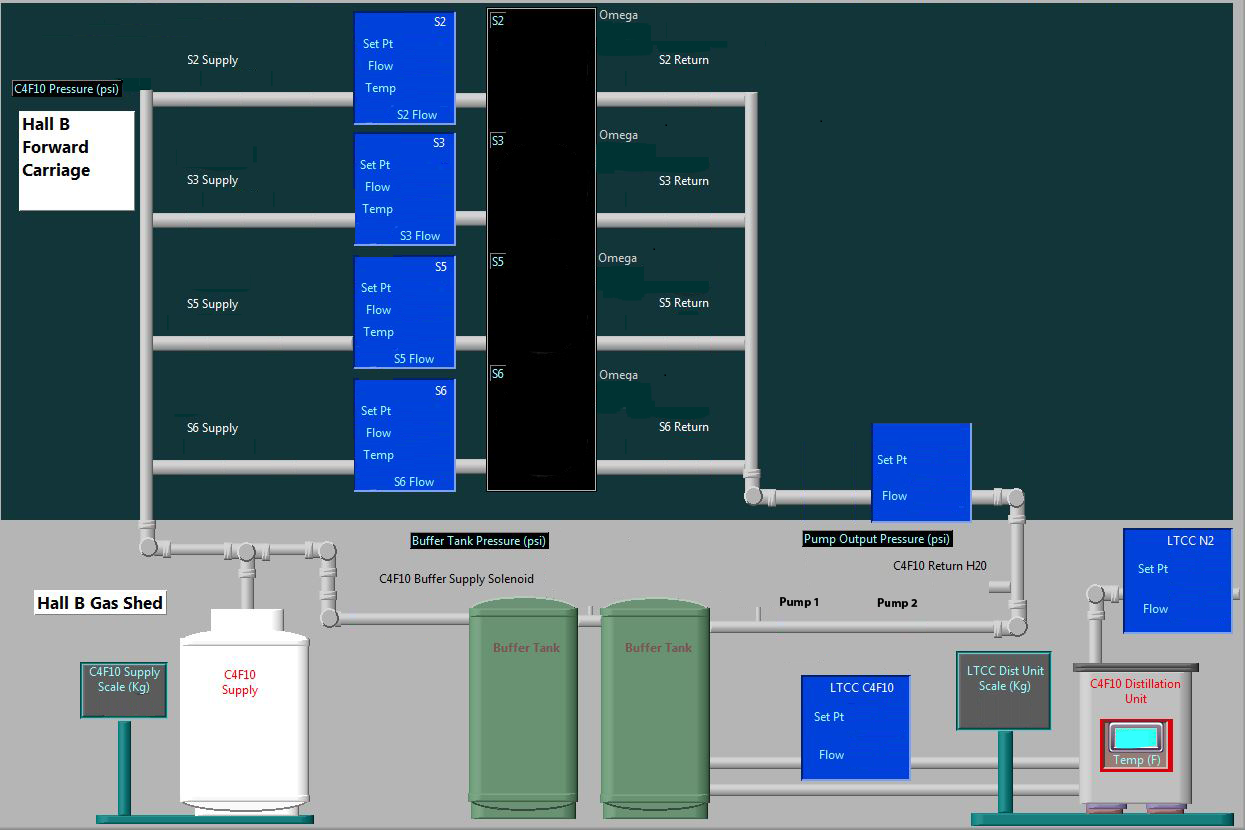 S2
S2
Omega
Set Pt
S2 Supply
Flow
S2 Return
Temp
C4F10 Pressure (psi)
S2 Flow
Hall B
Forward
Carriage
S3
S3
Omega
Set Pt
S3 Supply
Flow
S3 Return
Temp
S3 Flow
S5
S5
Omega
Set Pt
S5 Supply
Flow
S5 Return
Temp
S5 Flow
S6
S6
Omega
Set Pt
S6 Supply
Flow
S6 Return
Temp
S6 Flow
Set Pt
Flow
Buffer Tank Pressure (psi)
Pump Output Pressure (psi)
LTCC N2
Set Pt
Flow
C4F10 Buffer Supply Solenoid
C4F10 Return H20
Hall B Gas Shed
Pump 1
Pump 2
Buffer Tank
Buffer Tank
C4F10 Supply
Scale (Kg)
C4F10
Supply
LTCC C4F10
Set Pt
Flow
LTCC Dist Unit
Scale (Kg)
C4F10 Distillation
Unit
Temp (F)